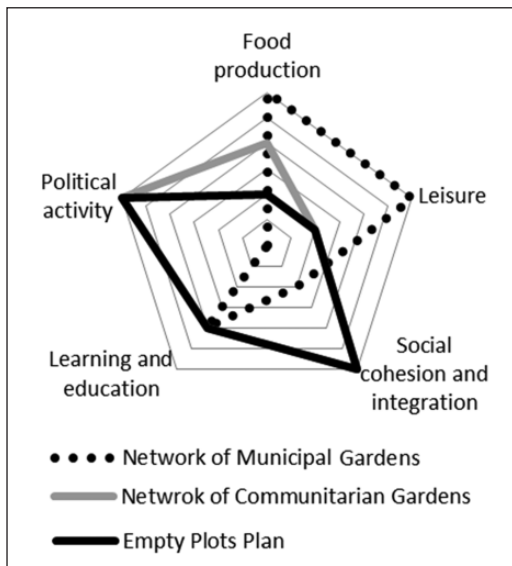 Food
production
Political
activity
Leisure
Learning and
education
Social
cohesion and
integration
Network of Municipal Gardens
Netwrok of Communitarian Gardens
Empty Plots Plan